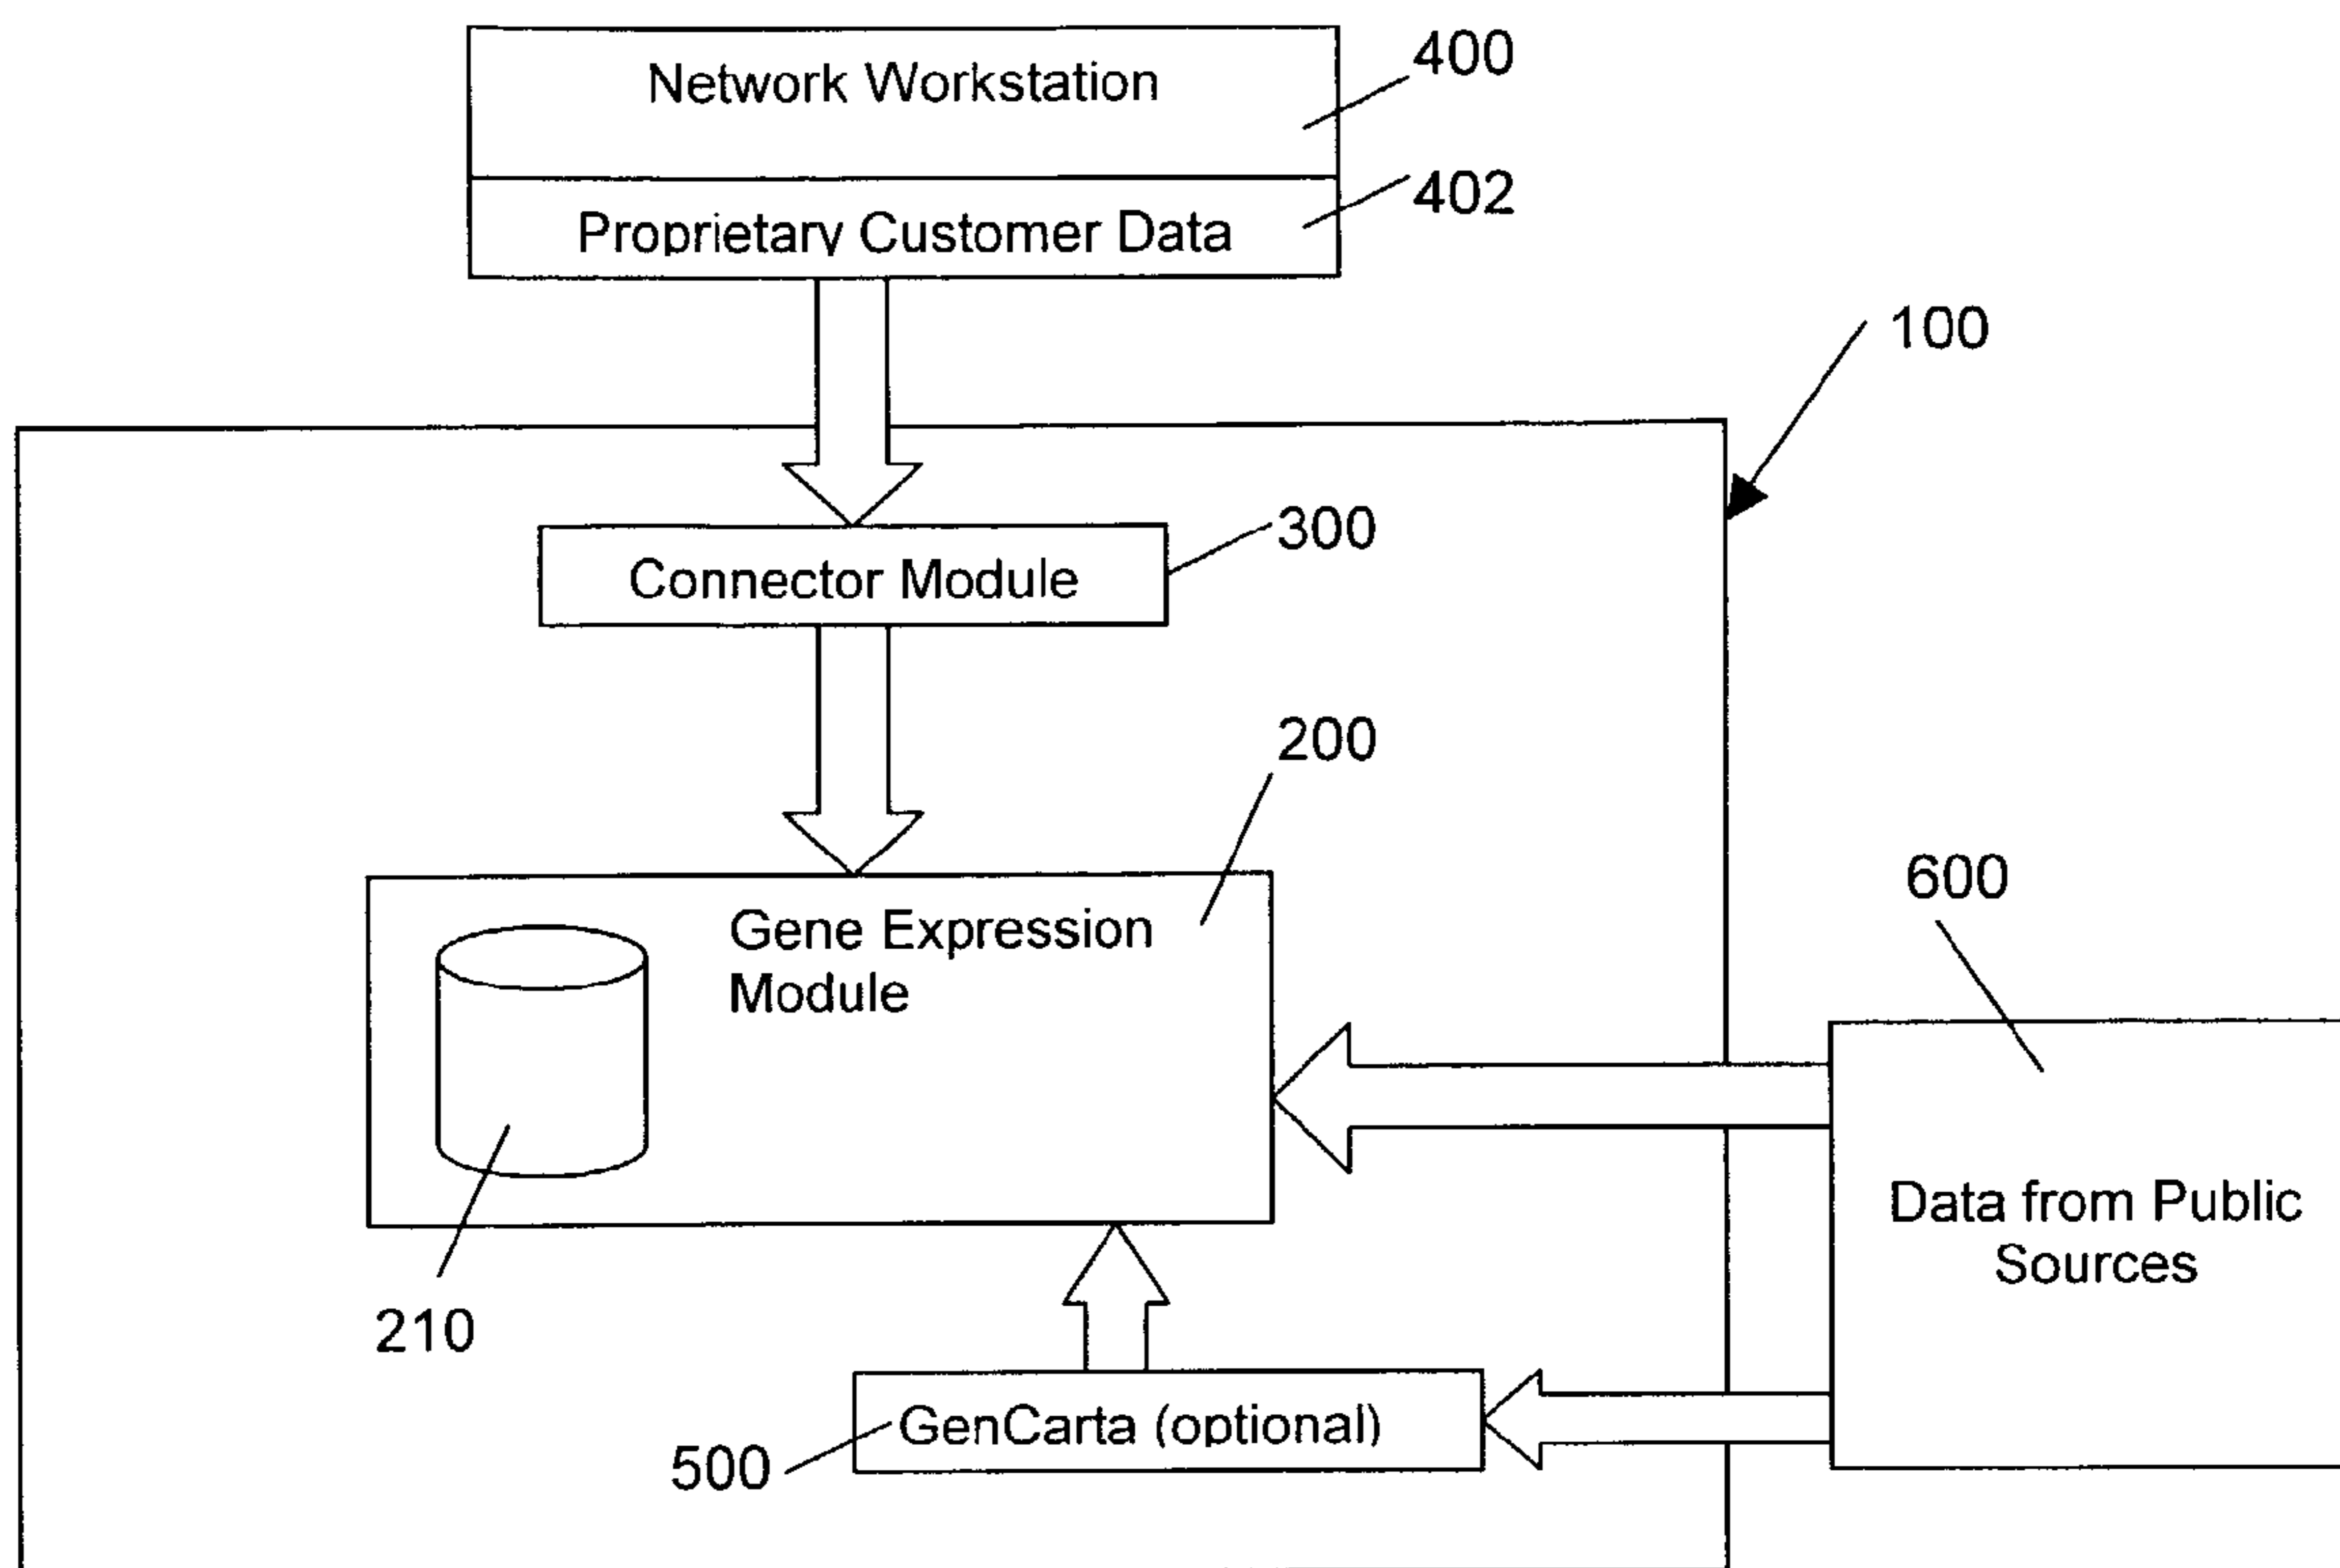 Network Workstation
400
Proprietary Customer Data
402
100
Connector Module
300
200
Gene Expression
Module
600
Data from Public
Sources
210
GenCarta (optional)
500